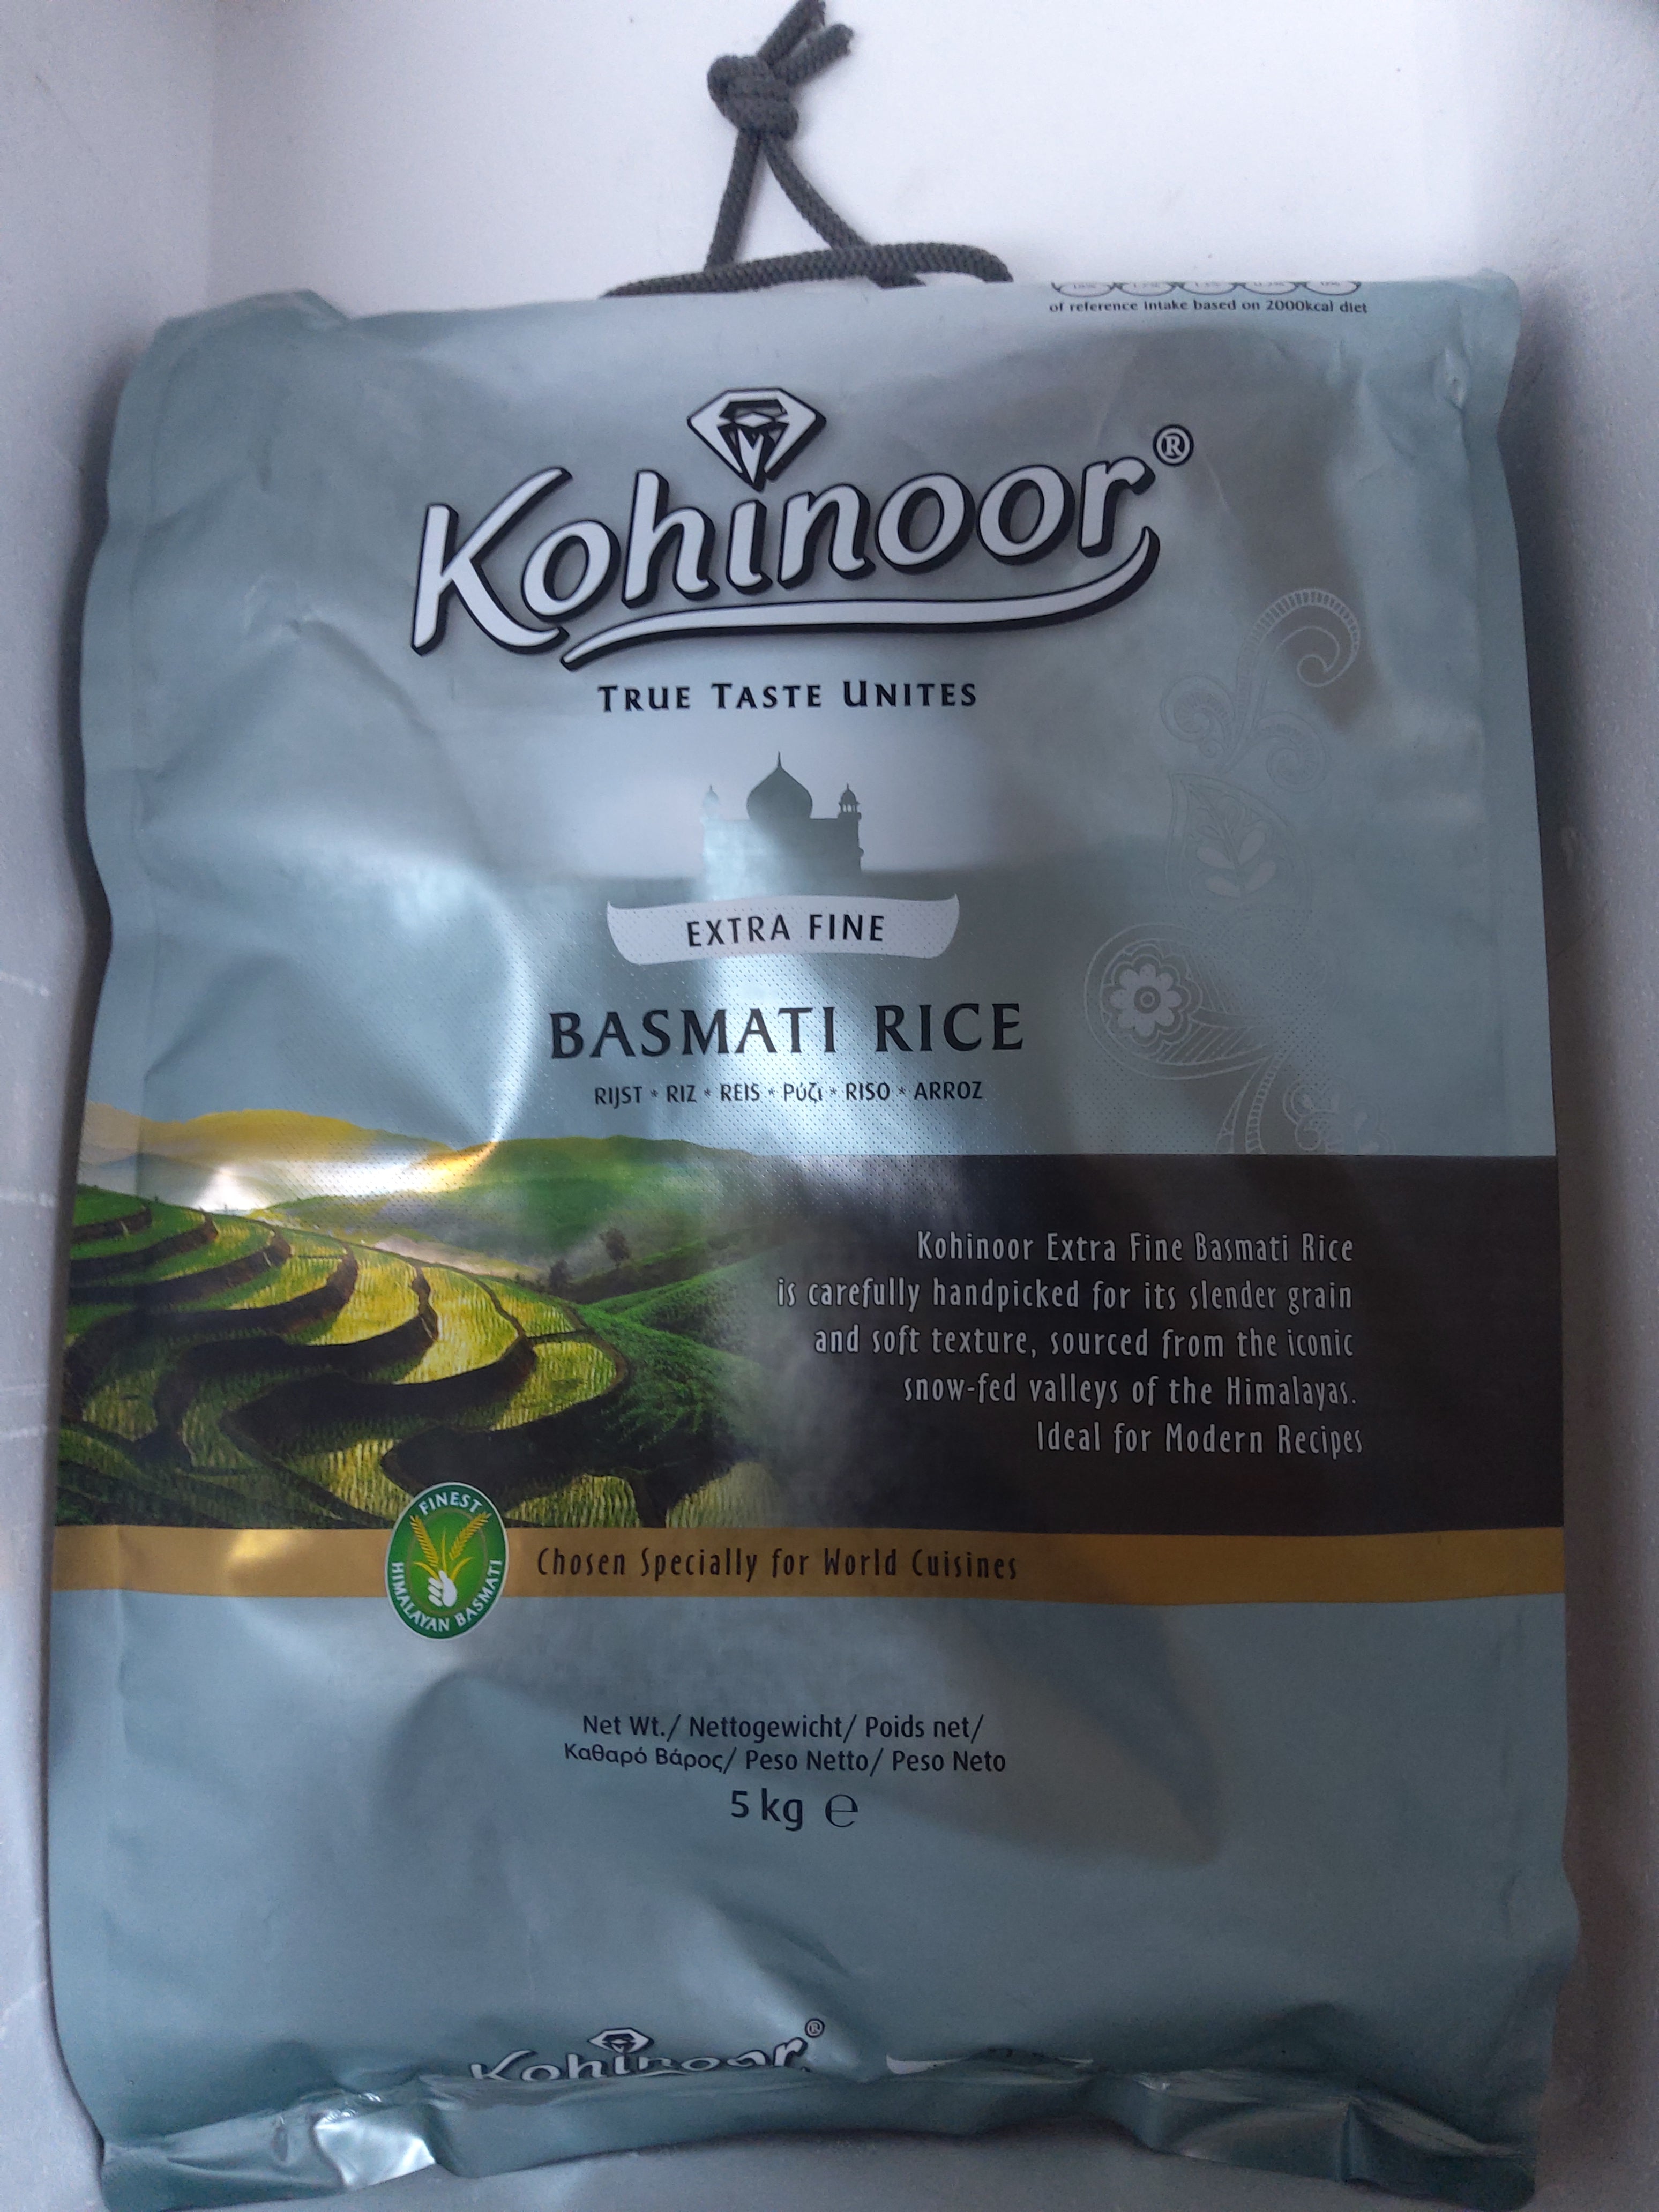 of reference intake based on 2000kcal diet
Kohinoor®
TRUE TASTE UNITES
EXTRA FINE
BASMATI RICE
RIJST * RIZ * REIS * Ρύζι * RISO * ARROZ
Kohinoor Extra Fine Basmati Rice
is carefully handpicked for its slender grain
and soft texture, sourced from the iconic
snow-fed valleys of the Himalayas.
Ideal for Modern Recipes
FINEST
HIMALAYAN BASMATI
Chosen Specially for World Cuisines
Net Wt./ Nettogewicht/ Poids net/
Καθαρό Βάρος/ Peso Netto/ Peso Neto
5 kg ℮
Kohinoor®